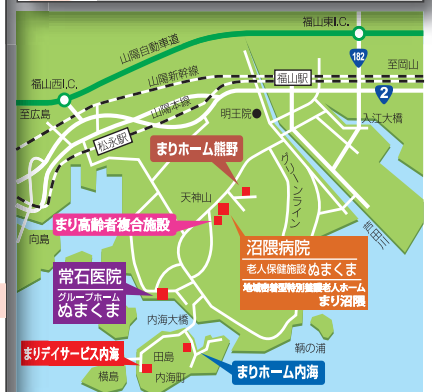 福山東I.C.
山陽自動車道
182
至岡山
福山西I.C.
山陽新幹線
福山駅
2
至広島
山陽本線
明王院
入江大橋
松永駅
まりホーム熊野
グリーンライン
天神山
芦田川
まり高齢者複合施設
向島
沼隈病院
老人保健施設 ぬまくま
地域密着型特別養護老人ホーム
まり沼隈
常石医院
グループホーム
ぬまくま
内海大橋
まりデイサービス内海
田島
鞆の浦
まりホーム内海
横島
内海町